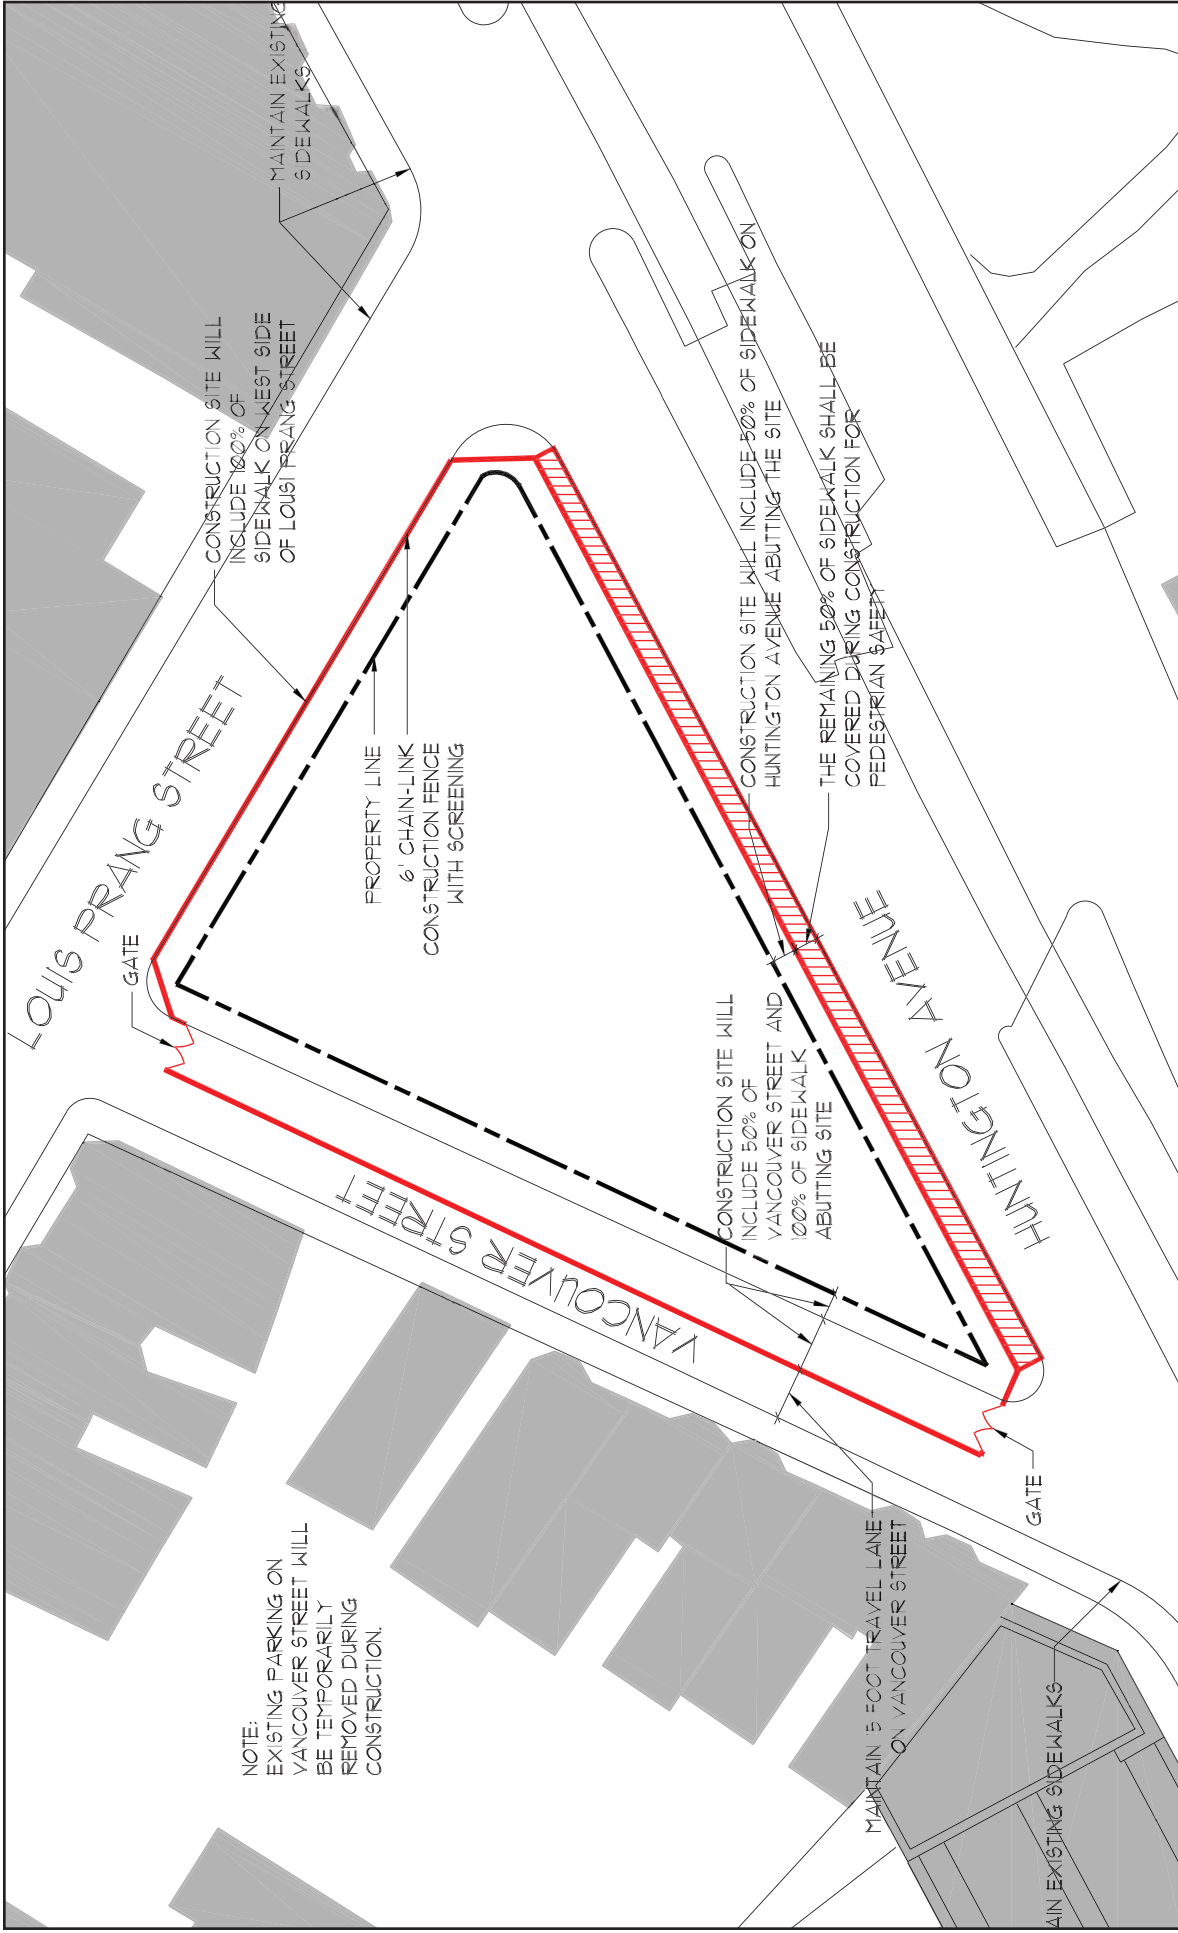 NOTE:
EXISTING PARKING ON
VANCOUVER STREET WILL
BE TEMPORARILY
REMOVED DURING
CONSTRUCTION.
LOUIS PRANG STREET
GATE
CONSTRUCTION SITE WILL
INCLUDE 100% OF
SIDEWALK ON WEST SIDE
OF LOUSI PRANG STREET
MAINTAIN EXISTING
SIDEWALKS
PROPERTY LINE
6' CHAIN-LINK
CONSTRUCTION FENCE
WITH SCREENING
VANCOUVER STREET
CONSTRUCTION SITE WILL
INCLUDE 50% OF
VANCOUVER STREET AND
100% OF SIDEWALK
ABUTTING SITE
CONSTRUCTION SITE WILL INCLUDE 50% OF SIDEWALK ON
HUNTINGTON AVENUE ABUTTING THE SITE
THE REMAINING 50% OF SIDEWALK SHALL BE
COVERED DURING CONSTRUCTION FOR
PEDESTRIAN SAFETY
HUNTINGTON AVENUE
MAINTAIN 15 FOOT TRAVEL LANE
ON VANCOUVER STREET
GATE
AIN EXISTING SIDEWALKS